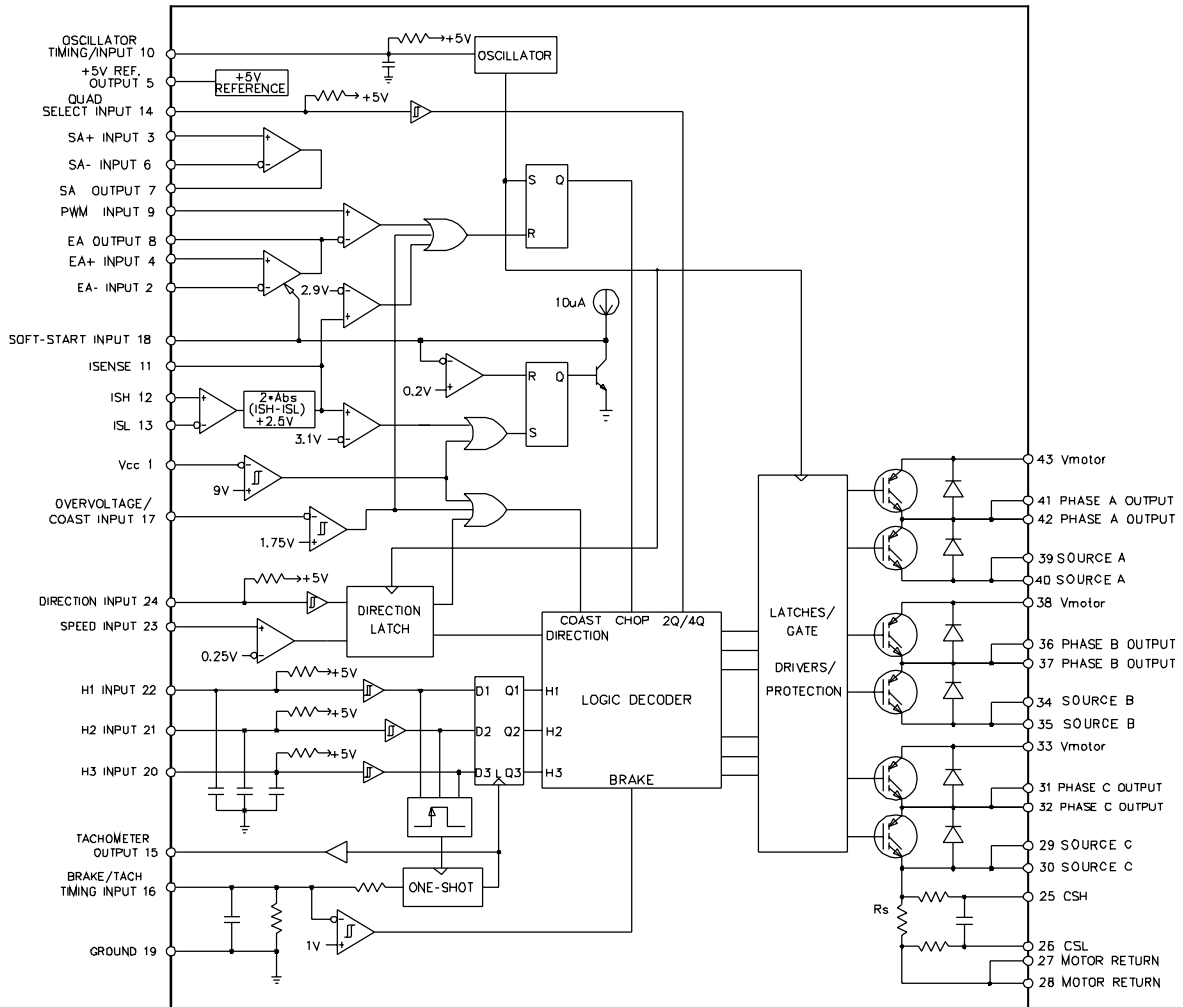 OSCILLATOR
TIMING/INPUT 10
+5V
OSCILLATOR
+5V REF.
OUTPUT 5
+5V
REFERENCE
QUAD
SELECT INPUT 14
+5V
SA+ INPUT 3
SA- INPUT 6
SA OUTPUT 7
+
-
PWM INPUT 9
EA OUTPUT 8
EA+ INPUT 4
EA- INPUT 2
+
-
+
-
S Q
R
2.9V
-
+
10uA
SOFT-START INPUT 18
ISENSE 11
-
+
0.2V
R Q
S
ISH 12
ISL 13
+
-
2*Abs
(ISH-ISL)
+2.5V
+
-
3.1V
Vcc 1
-
+
9V
OVERVOLTAGE/
COAST INPUT 17
-
+
1.75V
DIRECTION INPUT 24
+5V
SPEED INPUT 23
+
-
0.25V
DIRECTION
LATCH
COAST CHOP 2Q/4Q
DIRECTION
LOGIC DECODER
H1
H2
H3
BRAKE
H1 INPUT 22
+5V
H2 INPUT 21
+5V
H3 INPUT 20
+5V
D1 Q1
D2 Q2
D3 L Q3
TACHOMETER
OUTPUT 15
BRAKE/TACH
TIMING INPUT 16
ONE-SHOT
-
+
1V
GROUND 19
LATCHES/
GATE
DRIVERS/
PROTECTION
43 Vmotor
41 PHASE A OUTPUT
42 PHASE A OUTPUT
39 SOURCE A
40 SOURCE A
38 Vmotor
36 PHASE B OUTPUT
37 PHASE B OUTPUT
34 SOURCE B
35 SOURCE B
33 Vmotor
31 PHASE C OUTPUT
32 PHASE C OUTPUT
29 SOURCE C
30 SOURCE C
Rs
25 CSH
26 CSL
27 MOTOR RETURN
28 MOTOR RETURN